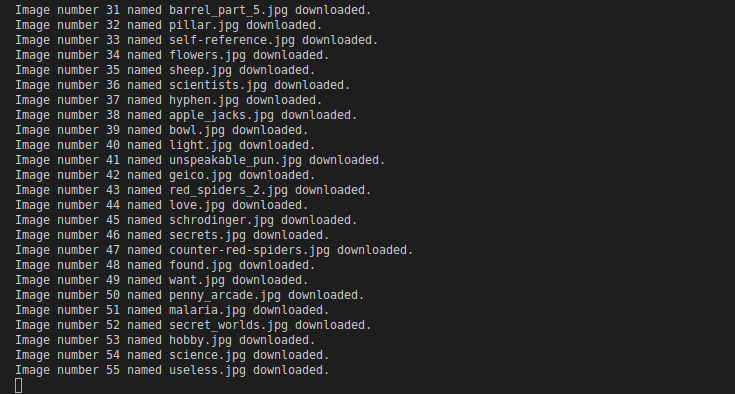 Image number 31 named barrel_part_5.jpg downloaded.
Image number 32 named pillar.jpg downloaded.
Image number 33 named self-reference.jpg downloaded.
Image number 34 named flowers.jpg downloaded.
Image number 35 named sheep.jpg downloaded.
Image number 36 named scientists.jpg downloaded.
Image number 37 named hyphen.jpg downloaded.
Image number 38 named apple_jacks.jpg downloaded.
Image number 39 named bowl.jpg downloaded.
Image number 40 named light.jpg downloaded.
Image number 41 named unspeakable_pun.jpg downloaded.
Image number 42 named geico.jpg downloaded.
Image number 43 named red_spiders_2.jpg downloaded.
Image number 44 named love.jpg downloaded.
Image number 45 named schrodinger.jpg downloaded.
Image number 46 named secrets.jpg downloaded.
Image number 47 named counter-red-spiders.jpg downloaded.
Image number 48 named found.jpg downloaded.
Image number 49 named want.jpg downloaded.
Image number 50 named penny_arcade.jpg downloaded.
Image number 51 named malaria.jpg downloaded.
Image number 52 named secret_worlds.jpg downloaded.
Image number 53 named hobby.jpg downloaded.
Image number 54 named science.jpg downloaded.
Image number 55 named useless.jpg downloaded.